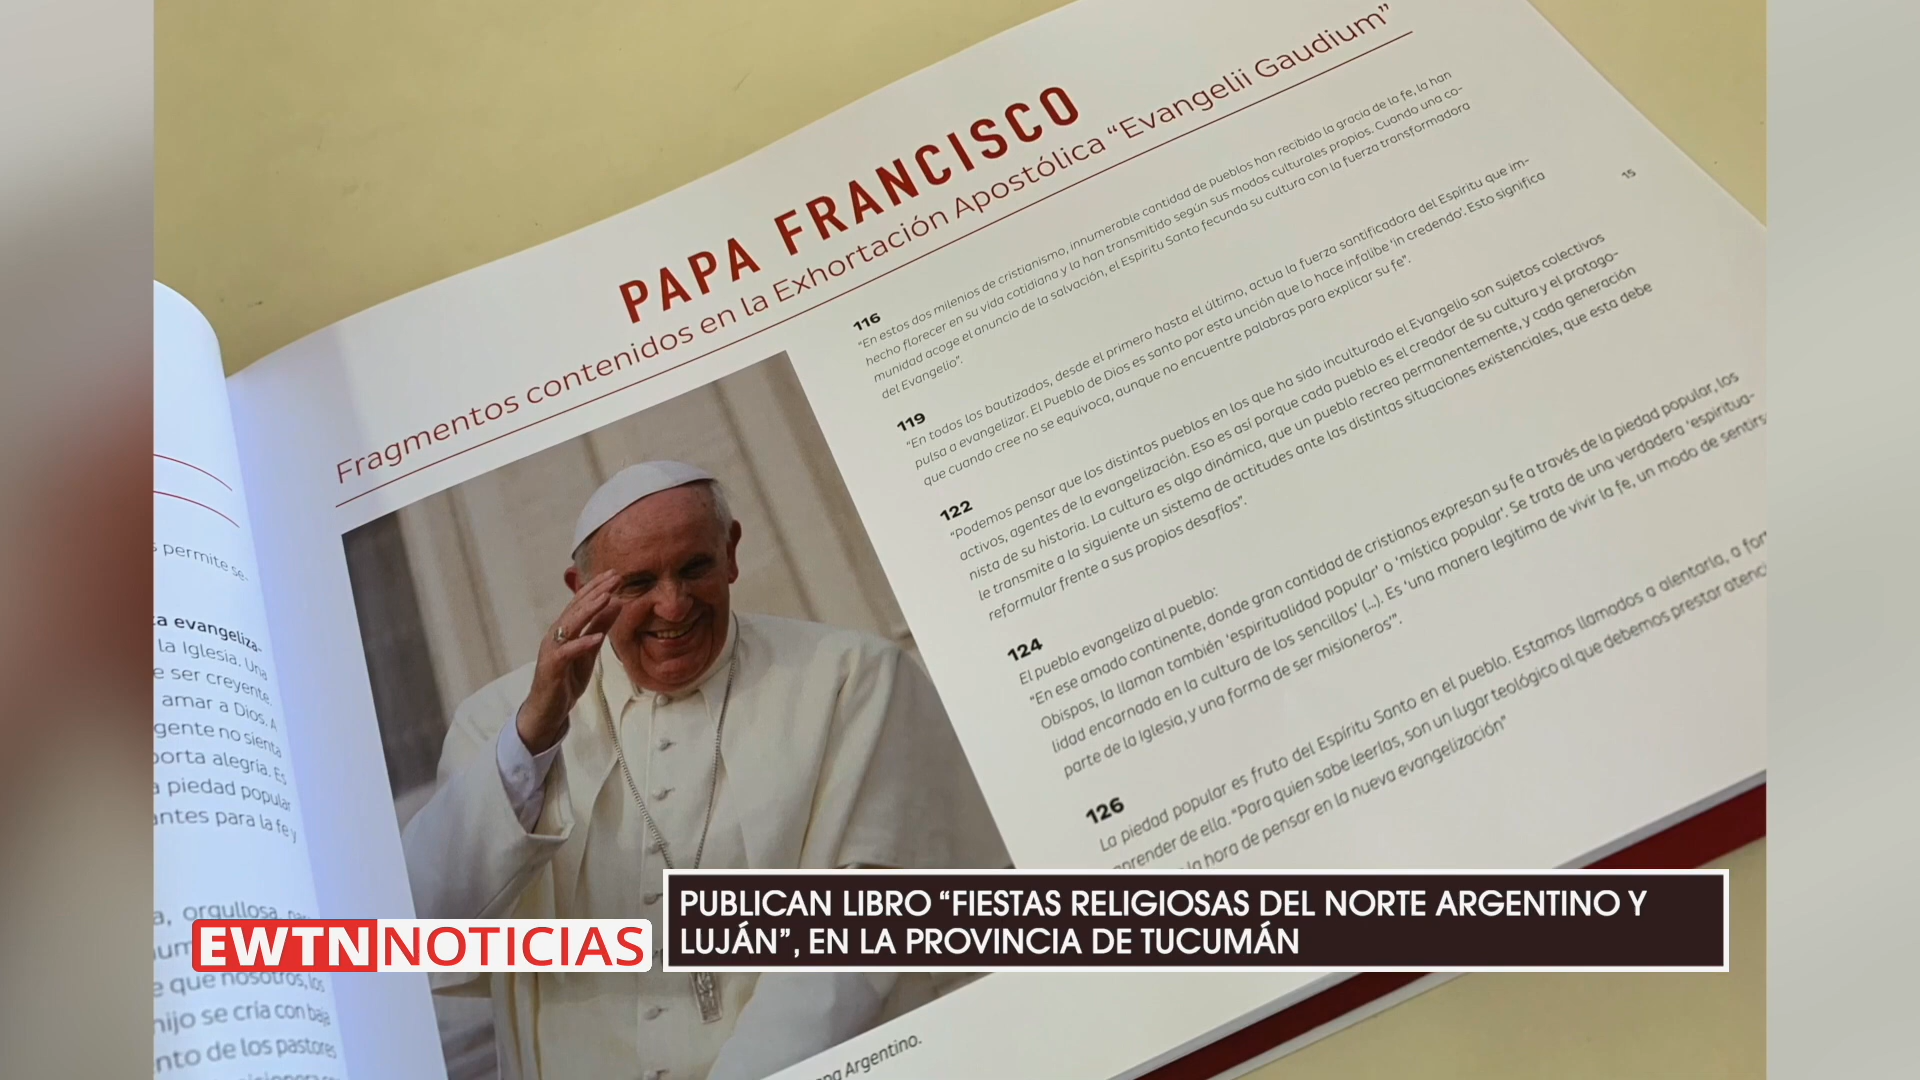 s permite se-
a evangeliza-
la Iglesia. Una
e ser creyente.
amar a Dios. A
gente no sienta
porta alegría. Es
a piedad popular
antes para la fe y
a, orgullosa
e que nosotros, los
hijo se cría con baja
nto de los pastores
PAPA FRANCISCO
Fragmentos contenidos en la Exhortación Apostólica “Evangelii Gaudium”
116
“En estos dos milenios de cristianismo, innumerable cantidad de pueblos han recibido la gracia de la fe, la han
hecho florecer en su vida cotidiana y la han transmitido según sus modos culturales propios. Cuando una co-
munidad acoge el anuncio de la salvación, el Espíritu Santo fecunda su cultura con la fuerza transformadora
del Evangelio”.
119
“En todos los bautizados, desde el primero hasta el último, actua la fuerza santificadora del Espíritu que im-
pulsa a evangelizar. El Pueblo de Dios es santo por esta unción que lo hace infalibe 'in credendo'. Esto significa
que cuando cree no se equivoca, aunque no encuentre palabras para explicar su fe”.
15
122
“Podemos pensar que los distintos pueblos en los que ha sido inculturado el Evangelio son sujetos colectivos
activos, agentes de la evangelización. Eso es así porque cada pueblo es el creador de su cultura y el protago-
nista de su historia. La cultura es algo dinámica, que un pueblo recrea permanentemente, y cada generación
le transmite a la siguiente un sistema de actitudes ante las distintas situaciones existenciales, que esta debe
reformular frente a sus propios desafíos”.
124
El pueblo evangeliza al pueblo:
“En ese amado continente, donde gran cantidad de cristianos expresan su fe a través de la piedad popular, los
Obispos, la llaman también 'espiritualidad popular' o 'mística popular'. Se trata de una verdadera 'espiritua-
lidad encarnada en la cultura de los sencillos' (...). Es 'una manera legitima de vivir la fe, un modo de sentirs
parte de la Iglesia, y una forma de ser misioneros'”.
126
La piedad popular es fruto del Espíritu Santo en el pueblo. Estamos llamados a alentarla, a for
prender de ella. “Para quien sabe leerlas, son un lugar teológico al que debemos prestar atenc
la hora de pensar en la nueva evangelización”
Argentino.
EWTN NOTICIAS
PUBLICAN LIBRO “FIESTAS RELIGIOSAS DEL NORTE ARGENTINO Y
LUJÁN”, EN LA PROVINCIA DE TUCUMÁN